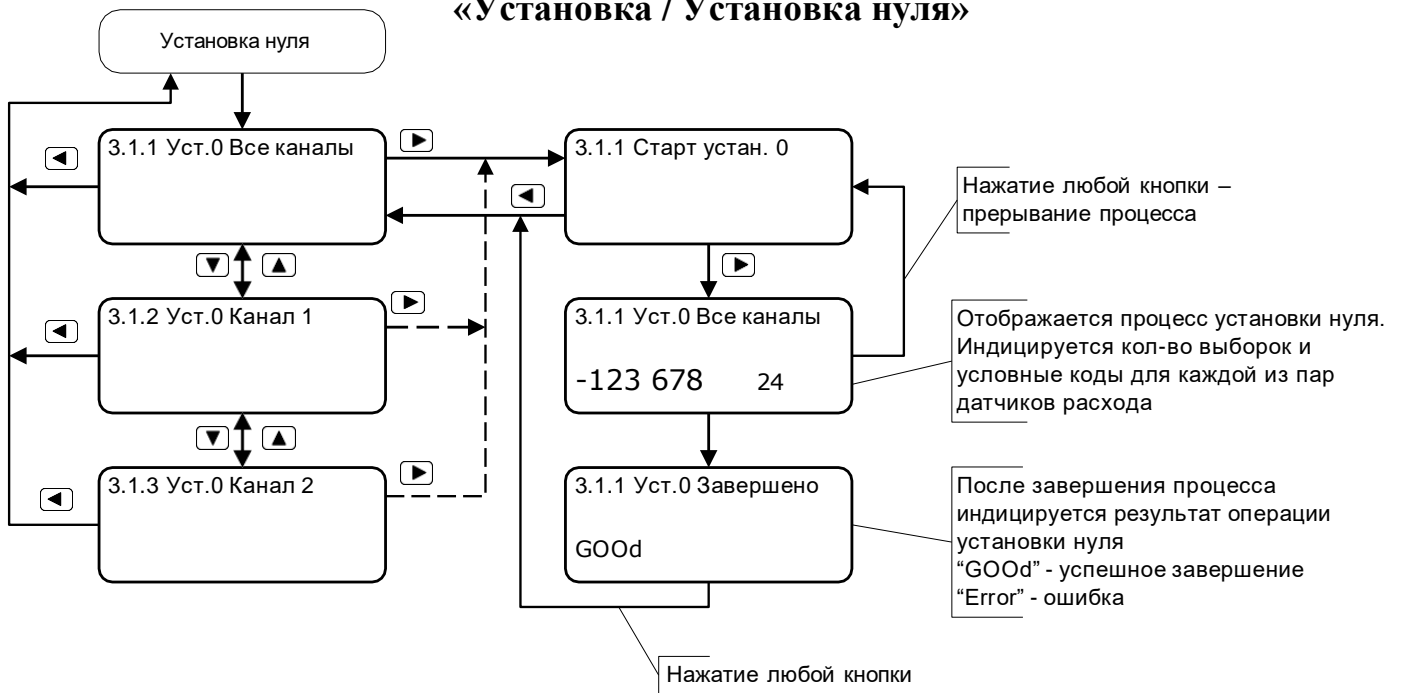 «Установка / Установка нуля»
Установка нуля
3.1.1 Уст.0 Все каналы
3.1.2 Уст.0 Канал 1
3.1.3 Уст.0 Канал 2
3.1.1 Старт устан. 0
3.1.1 Уст.0 Все каналы
-123 678 24
3.1.1 Уст.0 Завершено
GOOd
Нажатие любой кнопки –
прерывание процесса
Отображается процесс установки нуля.
Индицируется кол-во выборок и
условные коды для каждой из пар
датчиков расхода
После завершения процесса
индицируется результат операции
установки нуля
“GOOd” - успешное завершение
“Error” - ошибка
Нажатие любой кнопки